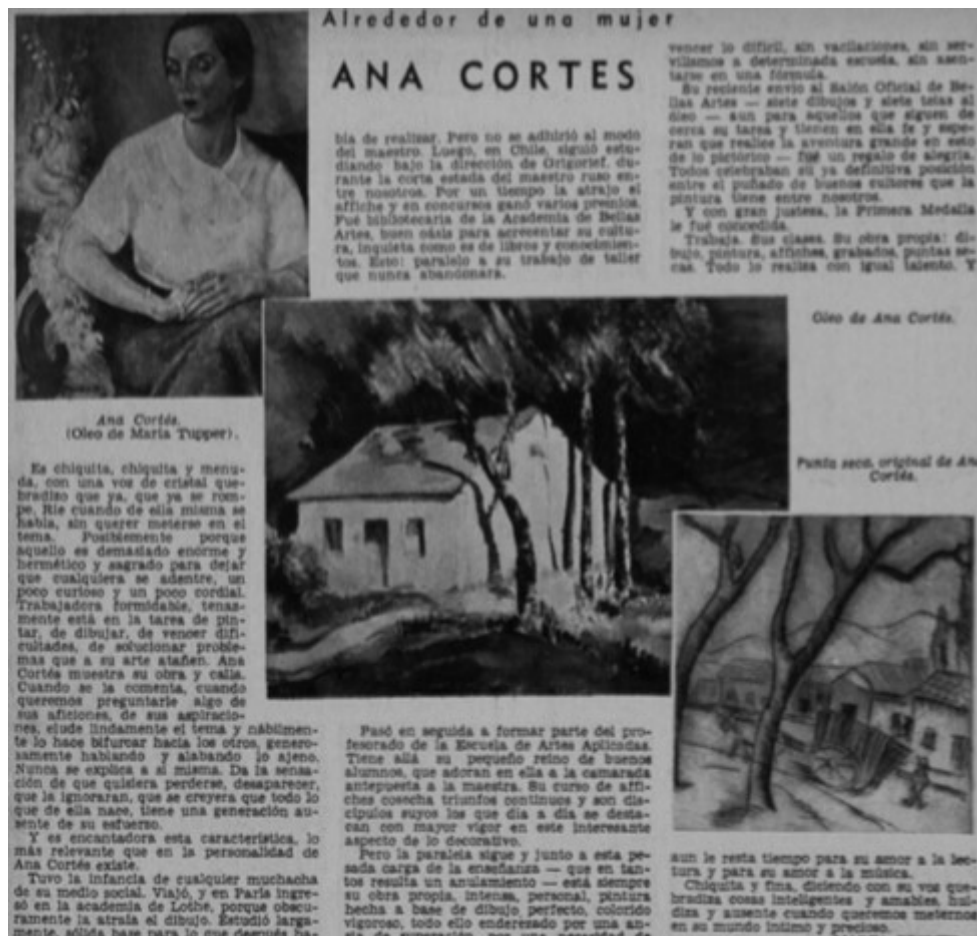 Alrededor de una mujer
ANA CORTES
Ana Cortés.
(Oleo de María Tupper).
Es chiquita, chiquita y menu-
da, con una voz de cristal que-
bradizo que ya, que ya se rom-
pe. Ríe cuando de ella misma se
habla, sin querer meterse en el
tema. Posiblemente porque
aquello es demasiado enorme y
hermético y sagrado para dejar
que cualquiera se adentre, un
poco curioso y un poco cordial.
Trabajadora formidable, tenaz-
mente está en la tarea de pin-
tar, de dibujar, de vencer difi-
cultades, de solucionar proble-
mas que a su arte atañen. Ana
Cortés muestra su obra y calla.
Cuando se la comenta, cuando
queremos preguntarle algo de
sus aficiones, de sus aspiracio-
nes, elude lindamente el tema y hábilmen-
te lo hace bifurcar hacia los otros, genero-
samente hablando y alabando lo ajeno.
Nunca se explica a sí misma. Da la sensa-
ción de que quisiera perderse, desaparecer,
que la ignoraran, que se creyera que todo lo
que de ella nace, tiene una generación au-
sente de su esfuerzo.
Y es encantadora esta característica, lo
más relevante que en la personalidad de
Ana Cortés existe.
Tuvo la infancia de cualquier muchacha
de su medio social. Viajó, y en París ingre-
só en la academia de Lothe, porque obscu-
ramente la atraía el dibujo. Estudió larga-
mente, sólida base para lo que después ha-
bía de realizar. Pero no se adhirió al modo
del maestro. Luego, en Chile, siguió estu-
diando bajo la dirección de Grigorief, du-
rante la corta estada del maestro ruso en-
tre nosotros. Por un tiempo la atrajo el
affiche y en concursos ganó varios premios.
Fué bibliotecaria de la Academia de Bellas
Artes, buen oásis para acrecentar su cultu-
ra, inquieta como es de libros y conocimien-
tos. Esto: paralelo a su trabajo de taller
que nunca abandonara.
Pasó en seguida a formar parte del pro-
fesorado de la Escuela de Artes Aplicadas.
Tiene allá su pequeño reino de buenos
alumnos, que adoran en ella a la camarada
antepuesta a la maestra. Su curso de affi-
ches cosecha triunfos continuos y son dis-
cípulos suyos los que día a día se desta-
can con mayor vigor en este interesante
aspecto de lo decorativo.
Pero la paralela sigue y junto a esta pe-
sada carga de la enseñanza — que en tan-
tos resulta un anulamiento — está siempre
su obra propia, intensa, personal, pintura
hecha a base de dibujo perfecto, colorido
vigoroso, todo ello enderezado por una an-
sia de superación, por una necesidad de
vencer lo difícil, sin vacilaciones, sin ser-
vilismos a determinada escuela, sin asen-
tarse en una fórmula.
Su reciente envío al Salón Oficial de Be-
llas Artes — siete dibujos y siete telas al
óleo — aun para aquellos que siguen de
cerca su tarea y tienen en ella fe y espe-
ran que realice la aventura grande en esto
de lo pictórico — fué un regalo de alegría.
Todos celebraban su ya definitiva posición
entre el puñado de buenos cultores que la
pintura tiene entre nosotros.
Y con gran justeza, la Primera Medalla
le fué concedida.
Trabaja. Sus clases. Su obra propia: di-
bujo, pintura, affiches, grabados, puntas se-
cas. Todo lo realiza con igual talento. Y
Oleo de Ana Cortés.
Punta seca, original de Ana
Cortés.
aun le resta tiempo para su amor a la lec-
tura y para su amor a la música.
Chiquita y fina, diciendo con su voz que-
bradiza cosas inteligentes y amables, hui-
diza y ausente cuando queremos meternos
en su mundo íntimo y precioso.